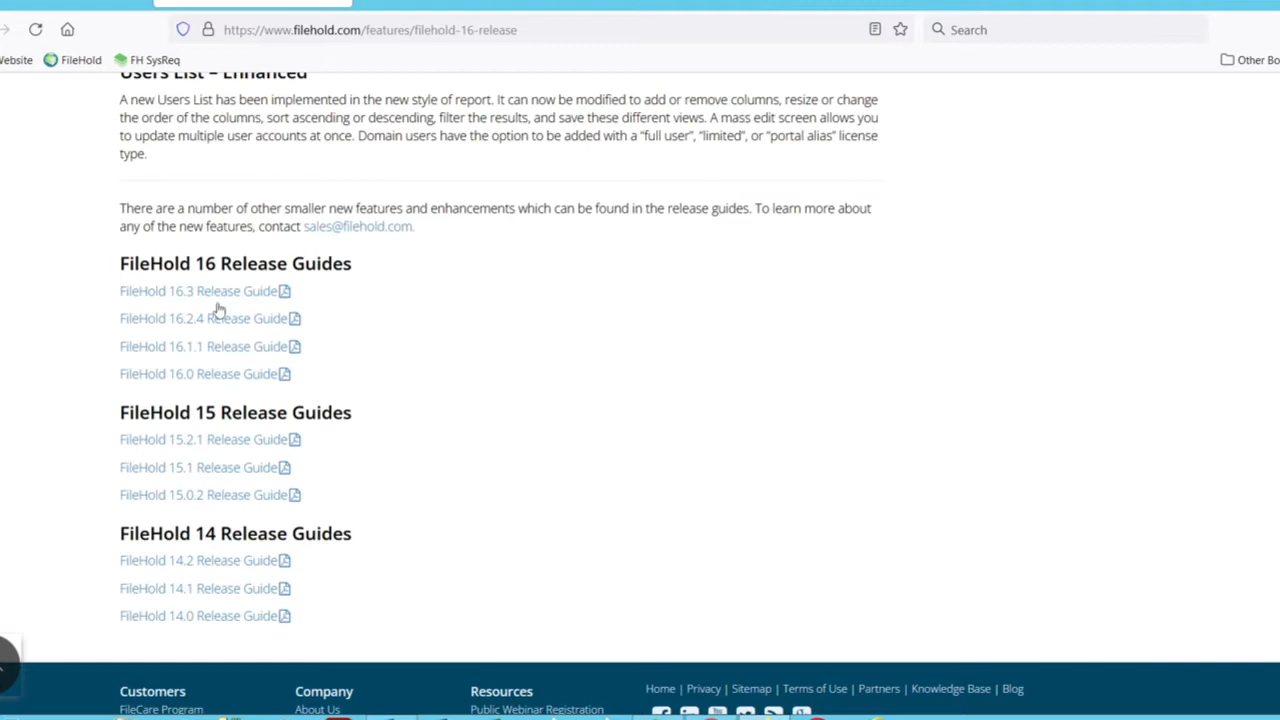 https://www.filehold.com/features/filehold-16-release
Search
Website
FileHold
FH SysReq
Other Bo
Users List – Enhanced
A new Users List has been implemented in the new style of report. It can now be modified to add or remove columns, resize or change
the order of the columns, sort ascending or descending, filter the results, and save these different views. A mass edit screen allows you
to update multiple user accounts at once. Domain users have the option to be added with a “full user”, “limited”, or “portal alias” license
type.
There are a number of other smaller new features and enhancements which can be found in the release guides. To learn more about
any of the new features, contact sales@filehold.com.
FileHold 16 Release Guides
FileHold 16.3 Release Guide
FileHold 16.2.4 Release Guide
FileHold 16.1.1 Release Guide
FileHold 16.0 Release Guide
FileHold 15 Release Guides
FileHold 15.2.1 Release Guide
FileHold 15.1 Release Guide
FileHold 15.0.2 Release Guide
FileHold 14 Release Guides
FileHold 14.2 Release Guide
FileHold 14.1 Release Guide
FileHold 14.0 Release Guide
Customers
Company
Resources
Home | Privacy | Sitemap | Terms of Use | Partners | Knowledge Base | Blog
FileCare Program
About Us
Public Webinar Registration